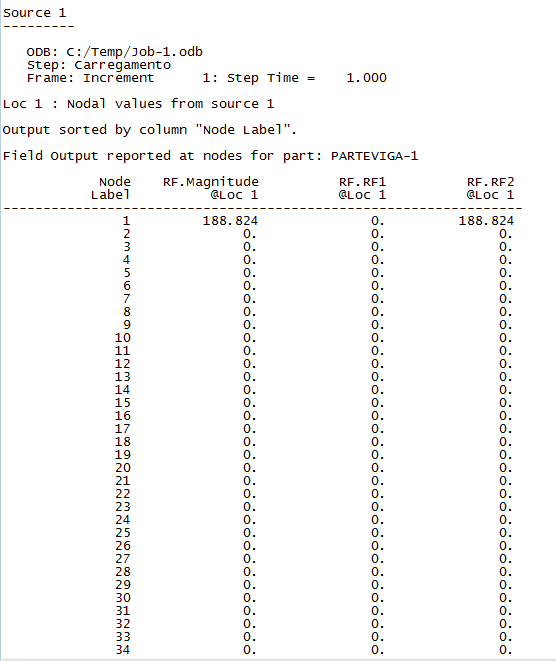 Source 1
---------
ODB: C:/Temp/Job-1.odb
Step: Carregamento
Frame: Increment      1: Step Time =    1.000
Loc 1 : Nodal values from source 1
Output sorted by column "Node Label".
Field Output reported at nodes for part: PARTEVIGA-1
Node    RF.Magnitude          RF.RF1          RF.RF2
Label          @Loc 1          @Loc 1          @Loc 1
-----------------------------------------------------------------
1         188.824              0.         188.824
2              0.              0.              0.
3              0.              0.              0.
4              0.              0.              0.
5              0.              0.              0.
6              0.              0.              0.
7              0.              0.              0.
8              0.              0.              0.
9              0.              0.              0.
10              0.              0.              0.
11              0.              0.              0.
12              0.              0.              0.
13              0.              0.              0.
14              0.              0.              0.
15              0.              0.              0.
16              0.              0.              0.
17              0.              0.              0.
18              0.              0.              0.
19              0.              0.              0.
20              0.              0.              0.
21              0.              0.              0.
22              0.              0.              0.
23              0.              0.              0.
24              0.              0.              0.
25              0.              0.              0.
26              0.              0.              0.
27              0.              0.              0.
28              0.              0.              0.
29              0.              0.              0.
30              0.              0.              0.
31              0.              0.              0.
32              0.              0.              0.
33              0.              0.              0.
34              0.              0.              0.